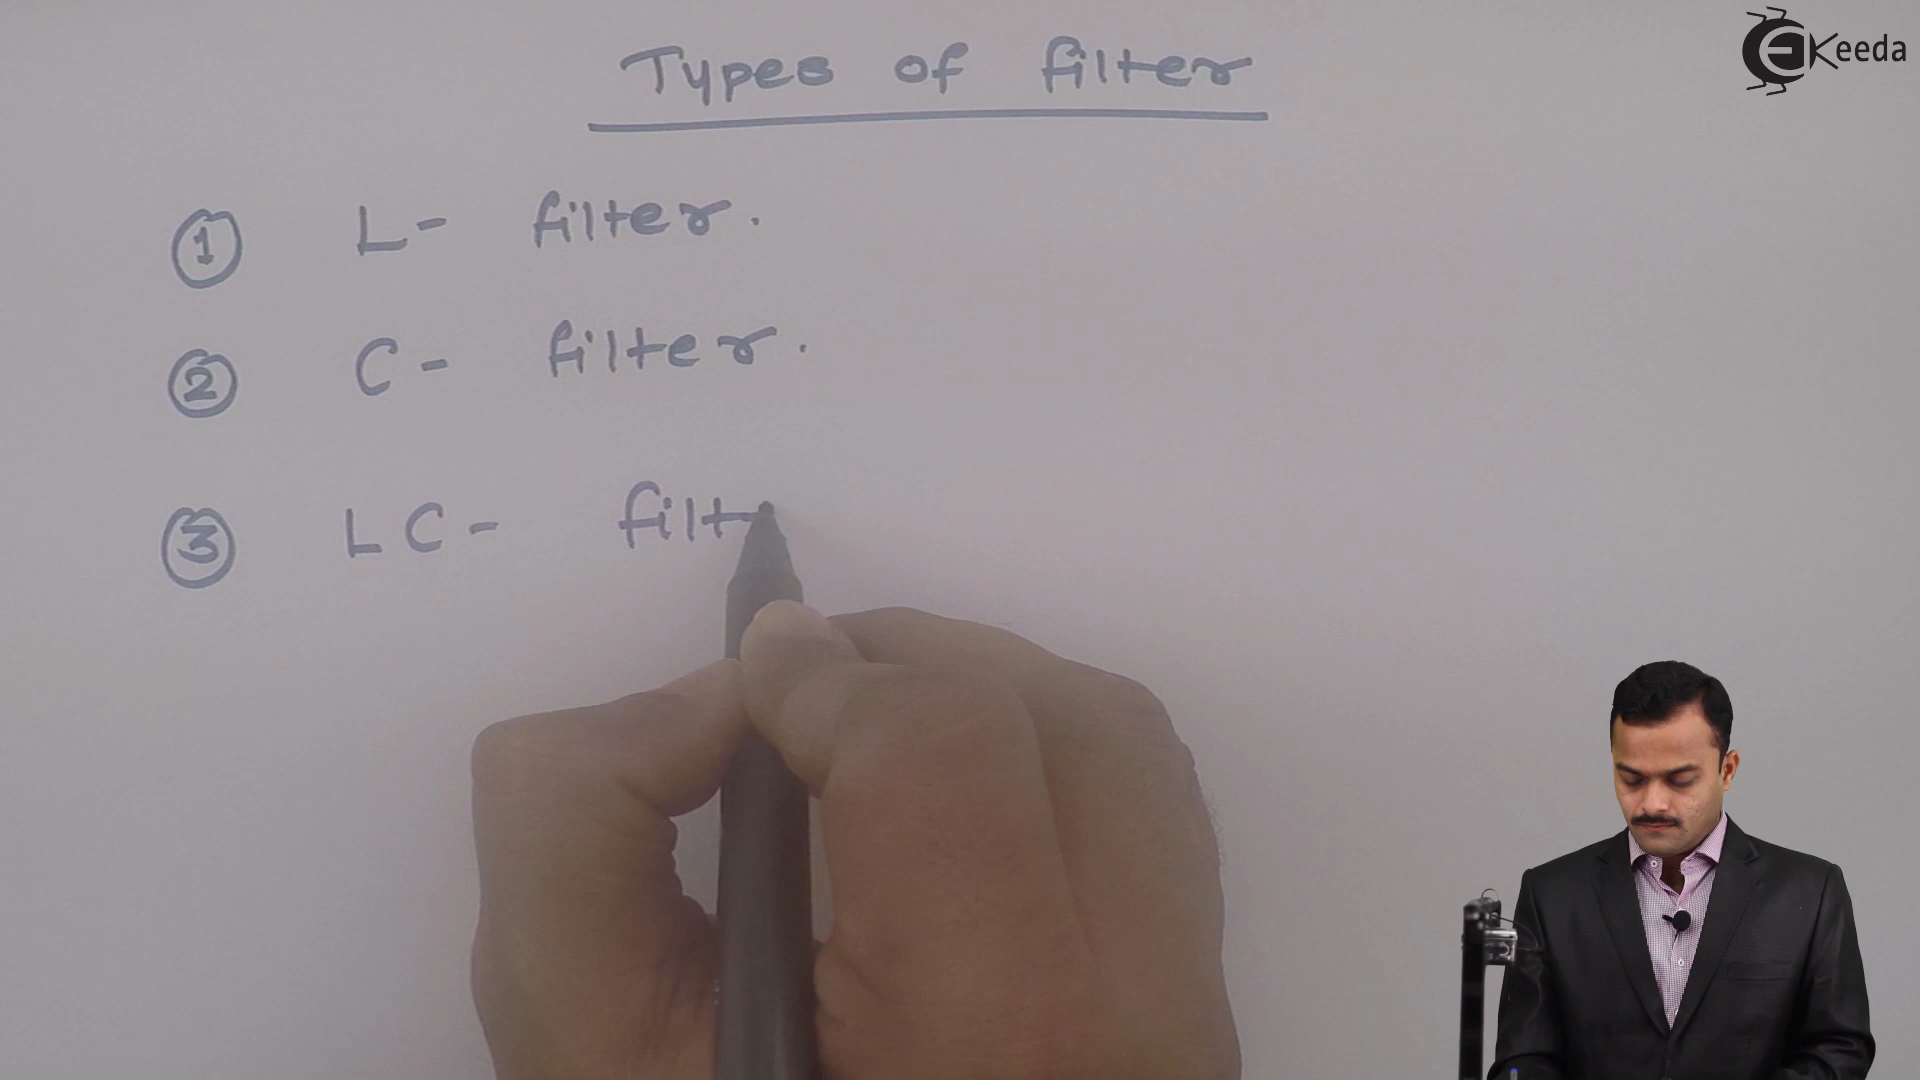 Types of filter
Ekeeda
① L- filter.
② C- filter.
③ LC- filt